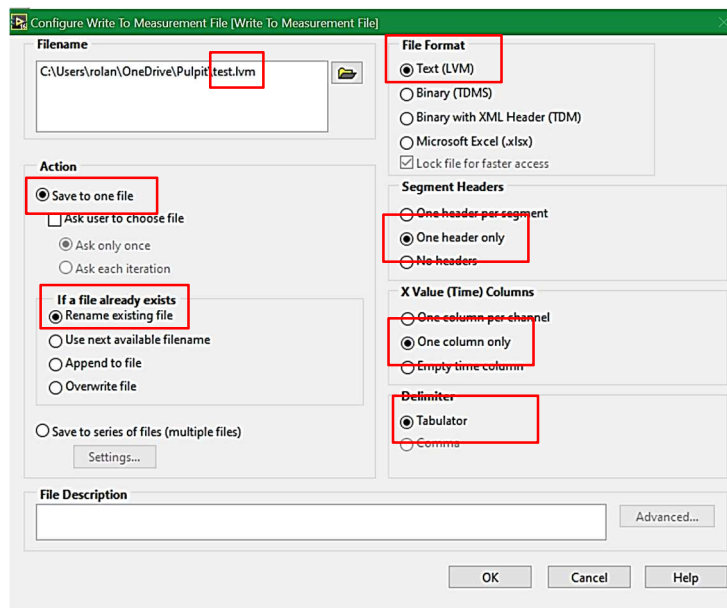 Configure Write To Measurement File [Write To Measurement File]
Filename
C:\Users\rolan\OneDrive\Pulpit\test.lvm
Action
Save to one file
Ask user to choose file
Ask only once
Ask each iteration
If a file already exists
Rename existing file
Use next available filename
Append to file
Overwrite file
Save to series of files (multiple files)
Settings...
File Format
Text (LVM)
Binary (TDMS)
Binary with XML Header (TDM)
Microsoft Excel (.xlsx)
Lock file for faster access
Segment Headers
One header per segment
One header only
No headers
X Value (Time) Columns
One column per channel
One column only
Empty time column
Delimiter
Tabulator
Comma
File Description
Advanced...
OK
Cancel
Help